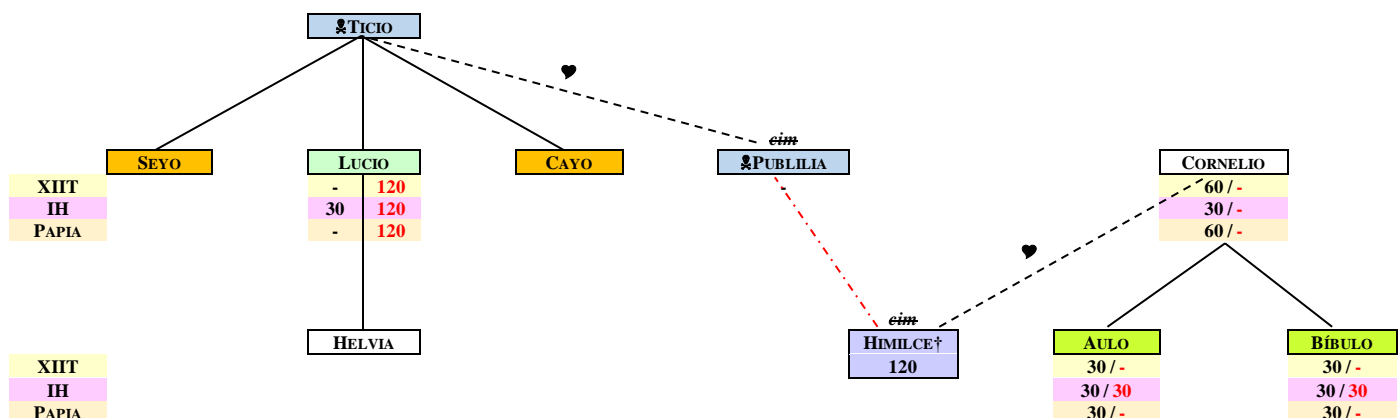 ☠TICIO
cim
SEYO LUCIO CAYO ☠PUBLILIA CORNELIO
XIIT - 120 - 60 / -
IH 30 120 30 / -
PAPIA - 120 60 / -
cim
HELVIA HIMILCE† AULO BÍBULO
XIIT 120 30 / - 30 / -
IH 30 / 30 30 / 30
PAPIA 30 / - 30 / -